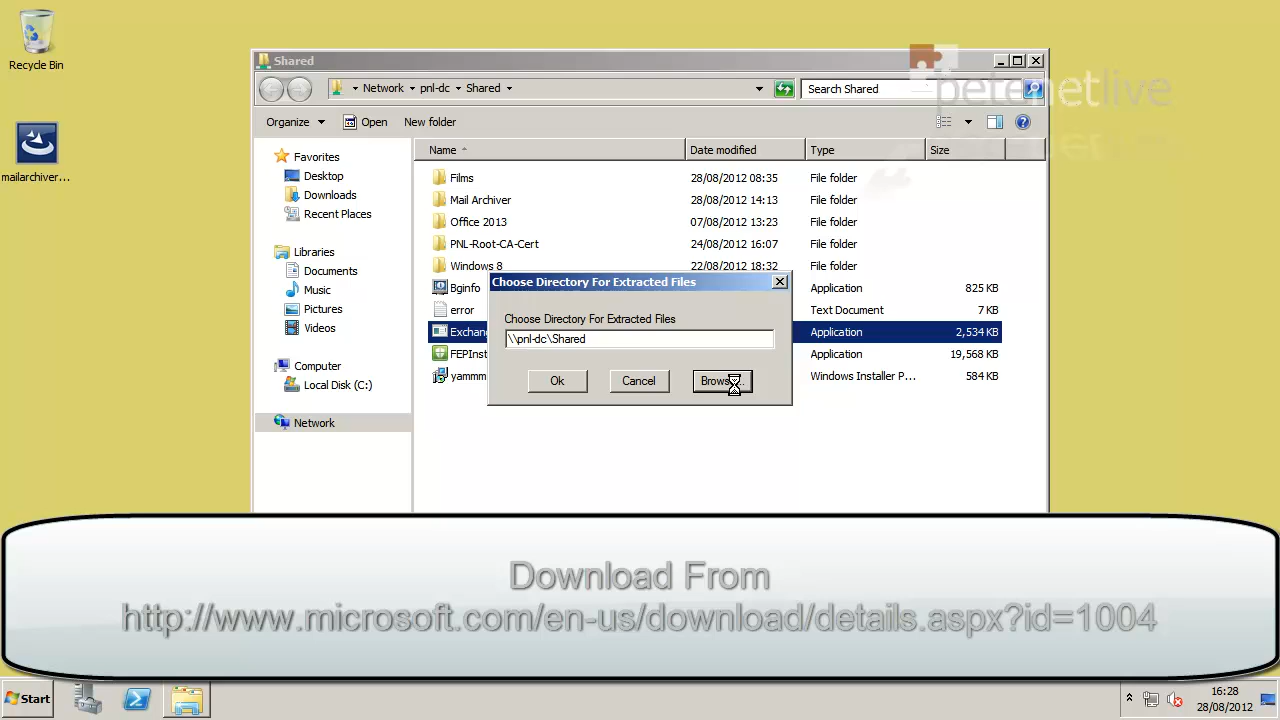 Recycle Bin
mailarchiver...
Shared
Network
pnl-dc
Shared
Search Shared
petenetlive
Organize
Open
New folder
Name
Date modified
Type
Size
Favorites
Desktop
Downloads
Recent Places
Libraries
Documents
Music
Pictures
Videos
Computer
Local Disk (C:)
Network
Films 28/08/2012 08:35 File folder
Mail Archiver 28/08/2012 14:13 File folder
Office 2013 07/08/2012 13:23 File folder
PNL-Root-CA-Cert 24/08/2012 16:07 File folder
Windows 8 22/08/2012 18:32 File folder
Bginfo Application 825 KB
error Text Document 7 KB
Application 2,534 KB
Application 19,568 KB
Windows Installer P... 584 KB
Choose Directory For Extracted Files
Choose Directory For Extracted Files
\\pnl-dc\Shared
Ok
Cancel
Download From
http://www.microsoft.com/en-us/download/details.aspx?id=1004
Start
16:28
28/08/2012